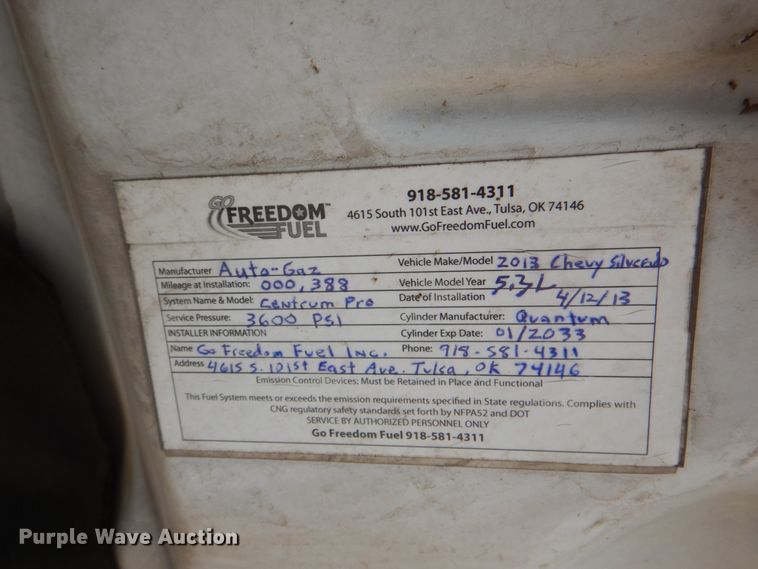 GO FREEDOM FUEL™
918-581-4311
4615 South 101st East Ave., Tulsa, OK 74146
www.GoFreedomFuel.com
Manufacturer Auto-Gaz Vehicle Make/Model 2013 Chevy Silverado
Mileage at Installation: 000,388 Vehicle Model Year 5.3L
System Name & Model: Centrum Pro Date of Installation 4/12/13
Service Pressure: 3600 PSI Cylinder Manufacturer: Quantum
INSTALLER INFORMATION Cylinder Exp Date: 01/2033
Name Go Freedom Fuel Inc. Phone: 918-581-4311
Address 4615 S. 101st East Ave. Tulsa, OK 74146
Emission Control Devices: Must be Retained in Place and Functional
This Fuel System meets or exceeds the emission requirements specified in State regulations. Complies with
CNG regulatory safety standards set forth by NFPA52 and DOT
SERVICE BY AUTHORIZED PERSONNEL ONLY
Go Freedom Fuel 918-581-4311
Purple Wave Auction